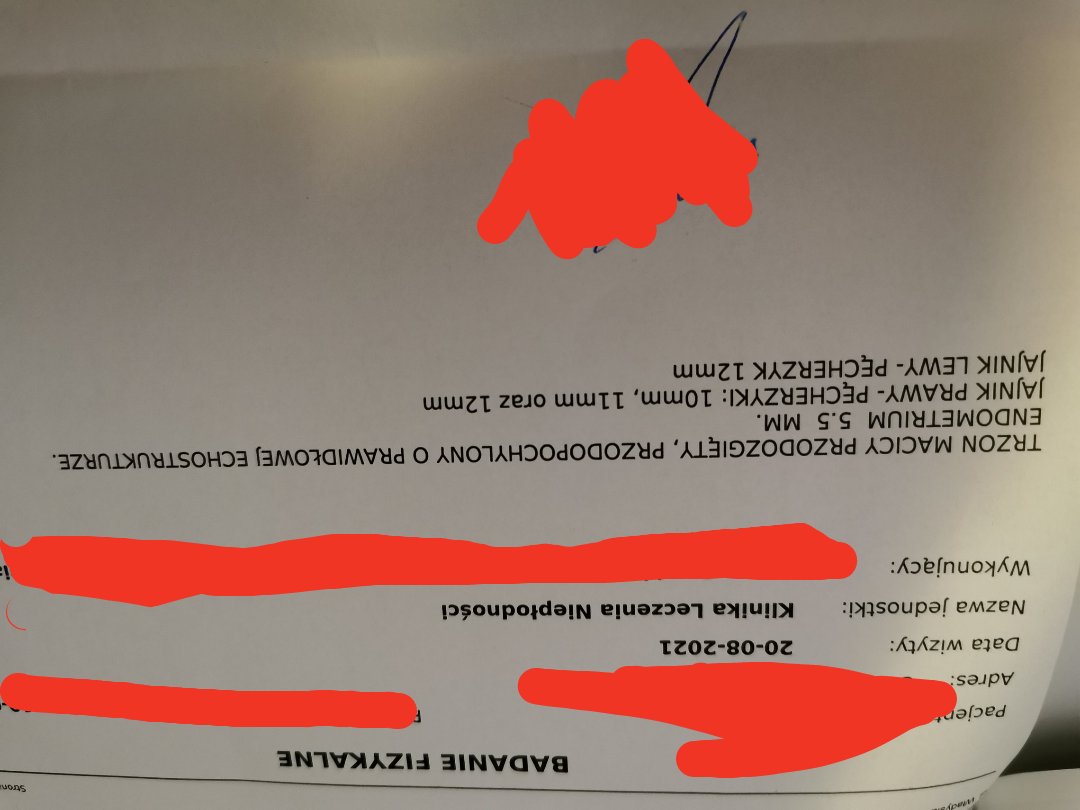 BADANIE FIZYKALNE
Adres:
Data wizyty: 20-08-2021
Nazwa jednostki: Klinika Leczenia Niepłodności
Wykonujący:
TRZON MACICY PRZODOZGIĘTY, PRZODOPOCHYLONY O PRAWIDŁOWEJ ECHOSTRUKTURZE.
ENDOMETRIUM 5.5 MM.
JAJNIK PRAWY- PĘCHERZYKI: 10mm, 11mm oraz 12mm
JAJNIK LEWY- PĘCHERZYK 12mm